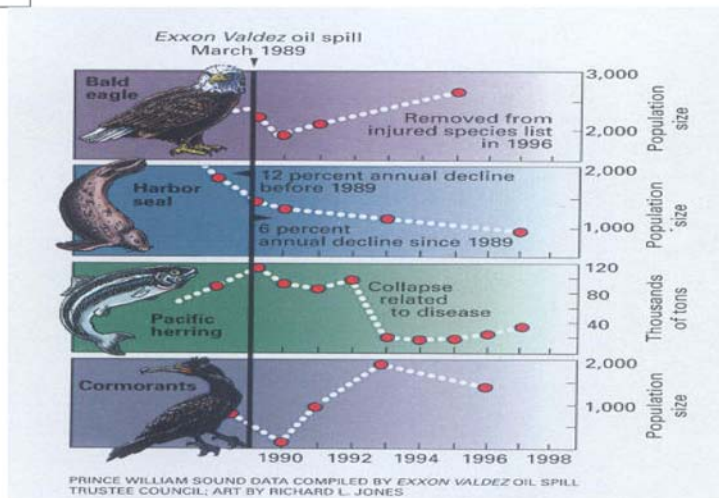 Exxon Valdez oil spill
March 1989
Bald
eagle
Removed from
injured species list
in 1996
3,000
2,000
Population
size
Harbor
seal
12 percent annual decline
before 1989
6 percent
annual decline since 1989
2,000
1,000
Population
size
Pacific
herring
Collapse
related
to disease
120
80
40
Thousands
of tons
Cormorants
2,000
1,000
Population
size
1990 1992 1994 1996 1998
PRINCE WILLIAM SOUND DATA COMPILED BY EXXON VALDEZ OIL SPILL
TRUSTEE COUNCIL; ART BY RICHARD L. JONES